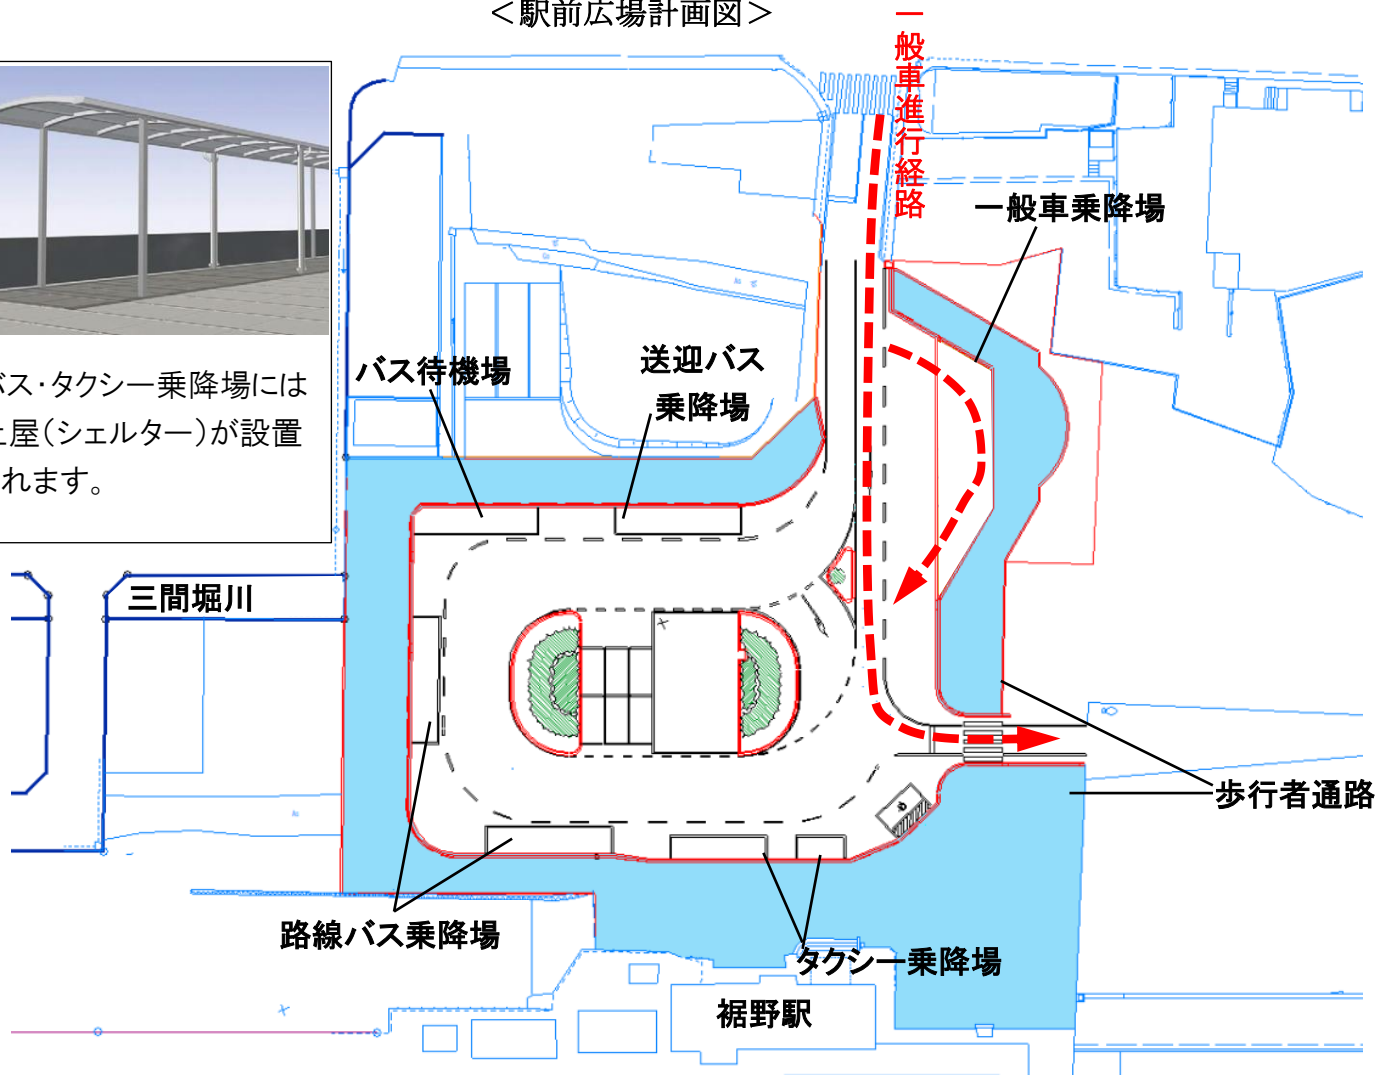 <駅前広場計画図>
一般車進行経路
一般車乗降場
バス待機場
送迎バス
乗降場
バス・タクシー乗降場には
屋(シェルター)が設置
れます。
三間堀川
歩行者通路
路線バス乗降場
タクシー乗降場
裾野駅